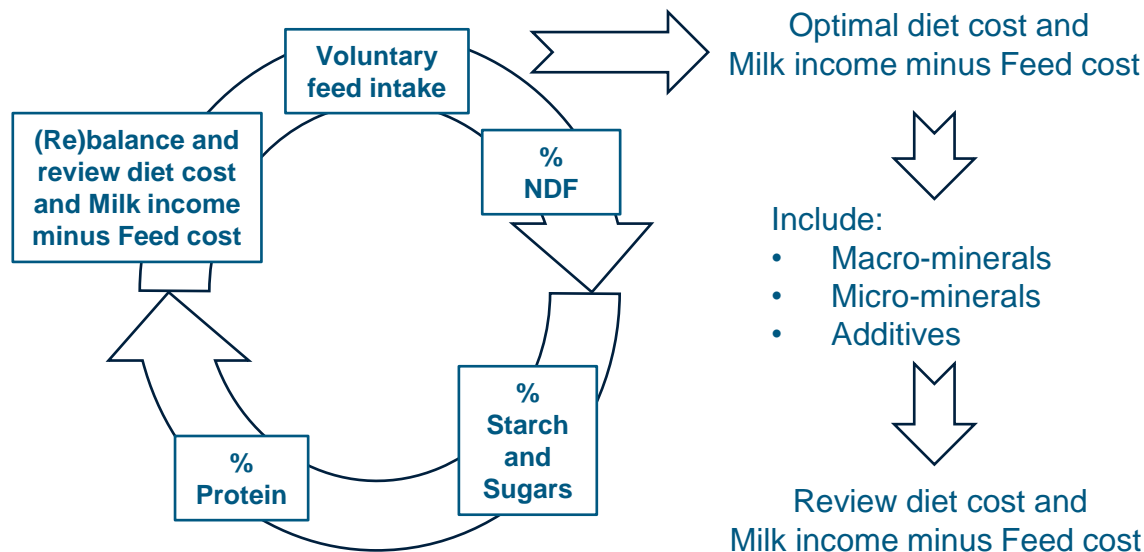 Voluntary
feed intake
%
NDF
%
Starch
and
Sugars
%
Protein
(Re)balance and
review diet cost
and Milk income
minus Feed cost
Optimal diet cost and
Milk income minus Feed cost
Include:
• Macro-minerals
• Micro-minerals
• Additives
Review diet cost and
Milk income minus Feed cost